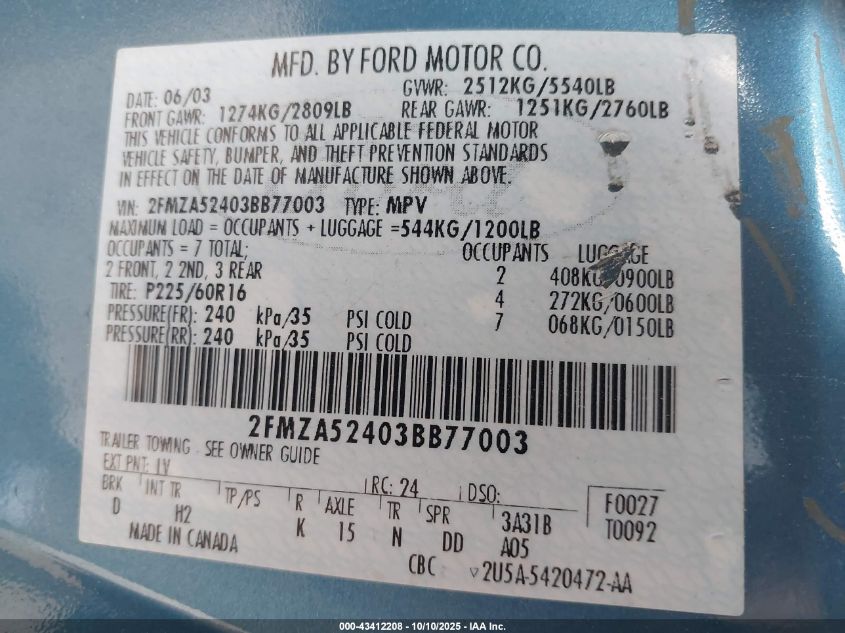 MFD. BY FORD MOTOR CO.
DATE: 06/03 GVWR: 2512KG/5540LB
FRONT GAWR: 1274KG/2809LB REAR GAWR: 1251KG/2760LB
THIS VEHICLE CONFORMS TO ALL APPLICABLE FEDERAL MOTOR
VEHICLE SAFETY, BUMPER, AND THEFT PREVENTION STANDARDS
IN EFFECT ON THE DATE OF MANUFACTURE SHOWN ABOVE.
VIN: 2FMZA52403BB77003 TYPE: MPV
MAXIMUM LOAD = OCCUPANTS + LUGGAGE =544KG/1200LB
OCCUPANTS = 7 TOTAL; OCCUPANTS LUGGAGE
2 FRONT, 2 2ND, 3 REAR 2 408KG/0900LB
TIRE: P225/60R16 4 272KG/0600LB
PRESSURE(FR): 240 kPa/35 PSI COLD 7 068KG/0150LB
PRESSURE(RR): 240 kPa/35 PSI COLD
2FMZA52403BB77003
TRAILER TOWING - SEE OWNER GUIDE
EXT PNT: IV RC: 24 DSO:
BRK INT TR TP/PS R AXLE TR SPR 3A31B F0027
D H2 K 15 N DD A05 T0092
MADE IN CANADA CBC 2U5A-5420472-AA
000-43412208 - 10/10/2025 - IAA Inc.